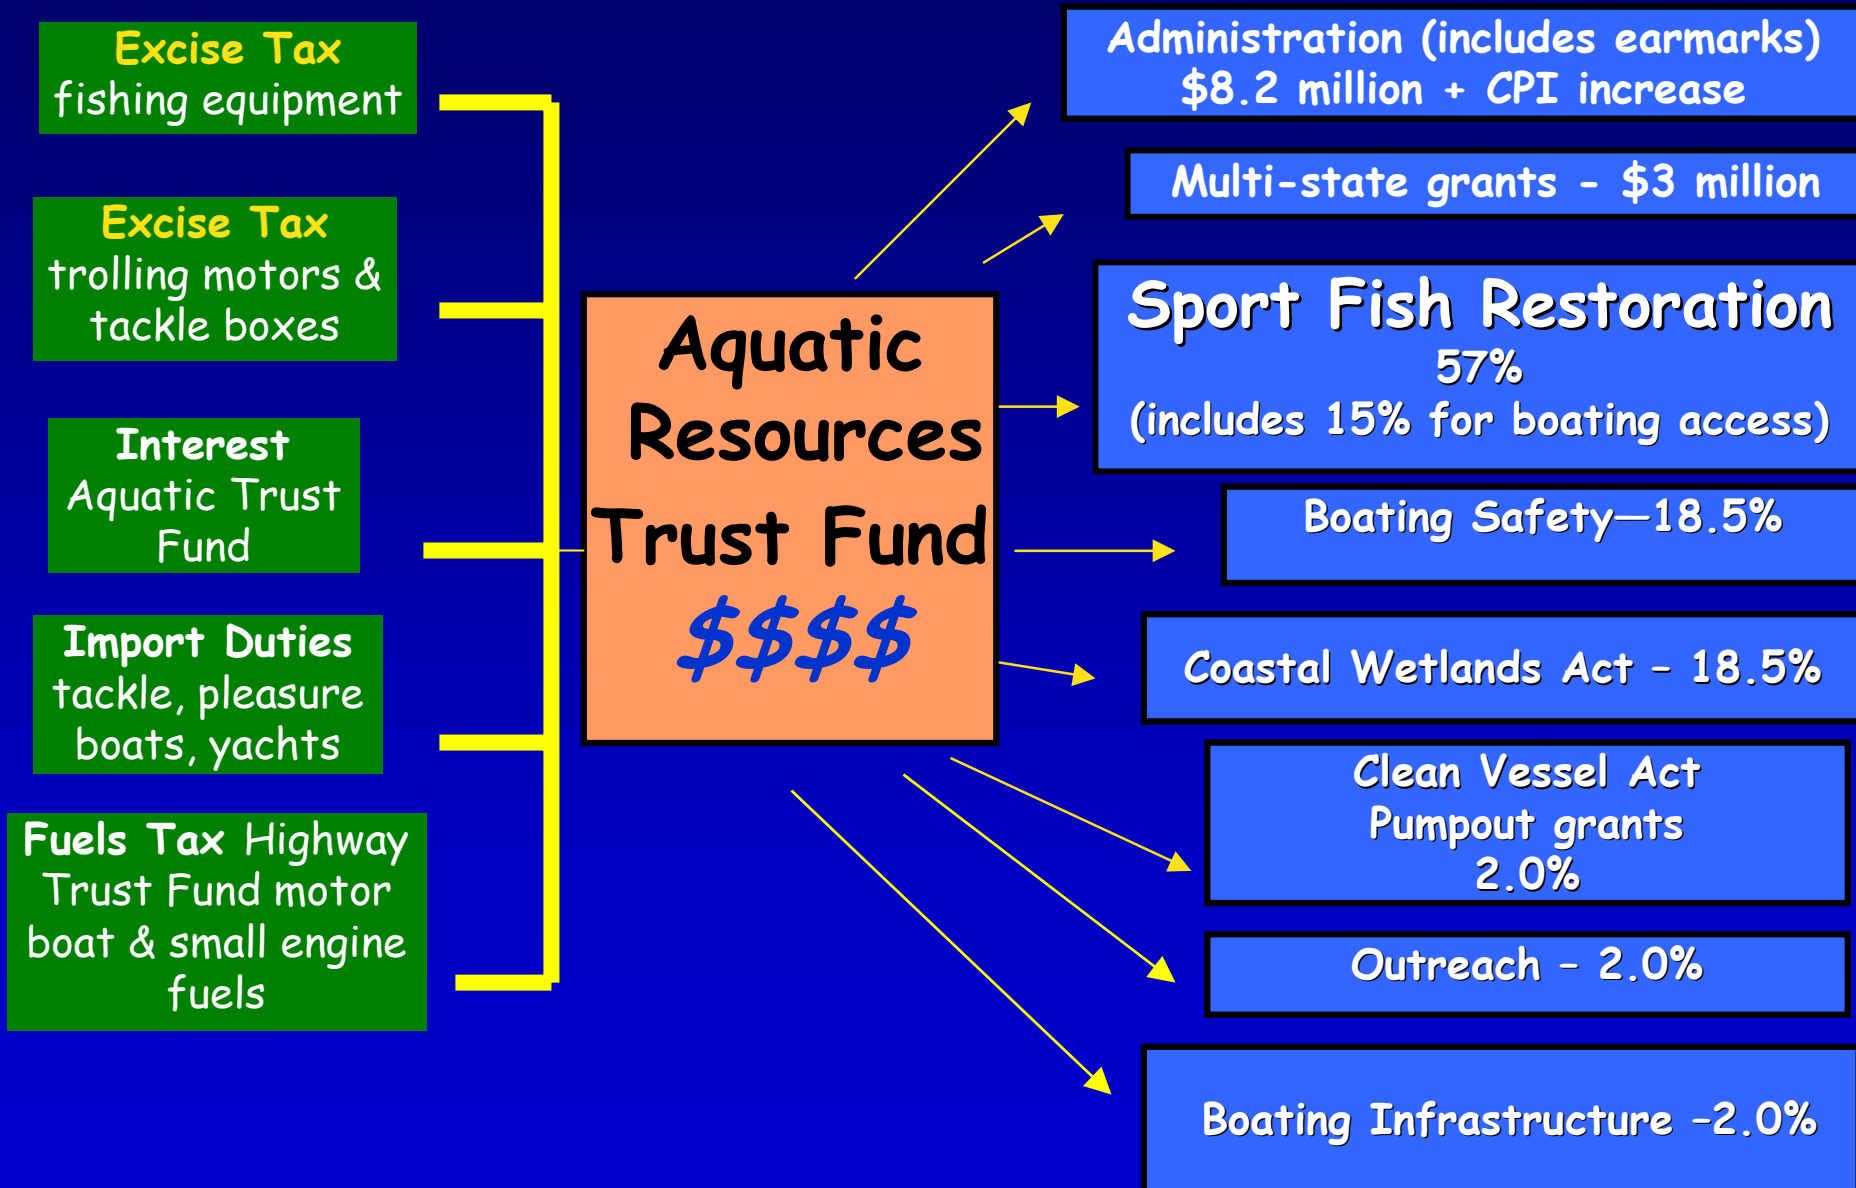 Excise Tax
fishing equipment
Excise Tax
trolling motors &
tackle boxes
Interest
Aquatic Trust
Fund
Import Duties
tackle, pleasure
boats, yachts
Fuels Tax Highway
Trust Fund motor
boat & small engine
fuels
Aquatic
Resources
Trust Fund
$$$$
Administration (includes earmarks)
$8.2 million + CPI increase
Multi-state grants - $3 million
Sport Fish Restoration
57%
(includes 15% for boating access)
Boating Safety—18.5%
Coastal Wetlands Act – 18.5%
Clean Vessel Act
Pumpout grants
2.0%
Outreach – 2.0%
Boating Infrastructure –2.0%